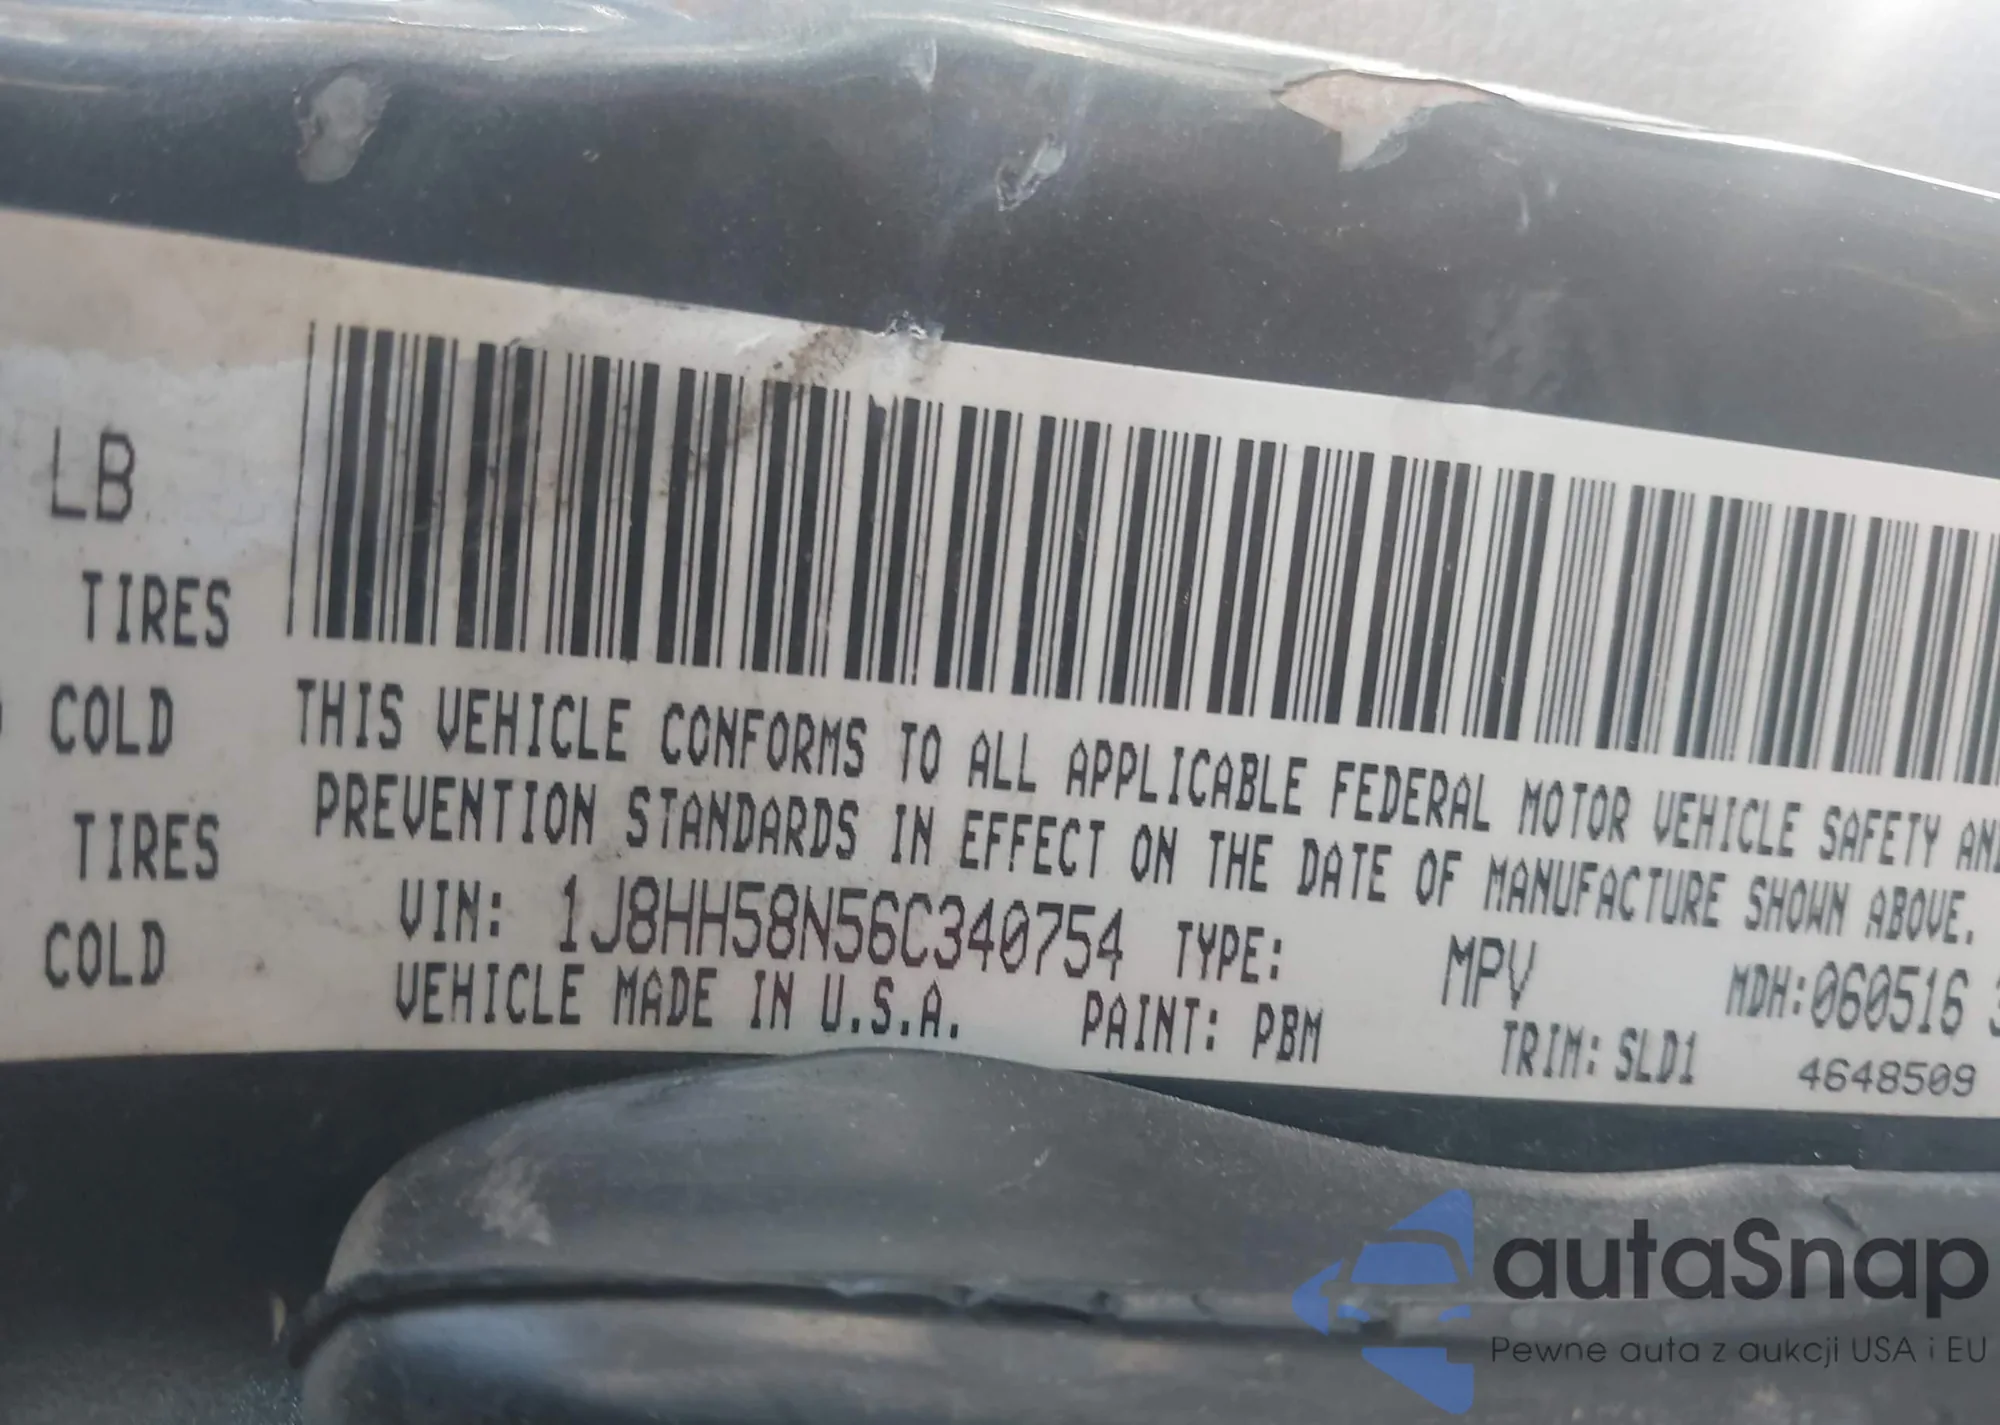 LB
TIRES
COLD
TIRES
COLD
THIS VEHICLE CONFORMS TO ALL APPLICABLE FEDERAL MOTOR VEHICLE SAFETY AND
PREVENTION STANDARDS IN EFFECT ON THE DATE OF MANUFACTURE SHOWN ABOVE.
VIN: 1J8HH58N56C340754 TYPE: MPV MDH:060516 3
VEHICLE MADE IN U.S.A. PAINT: PBM TRIM: SLD1 4648509
autaSnap
Pewne auta z aukcji USA i EU